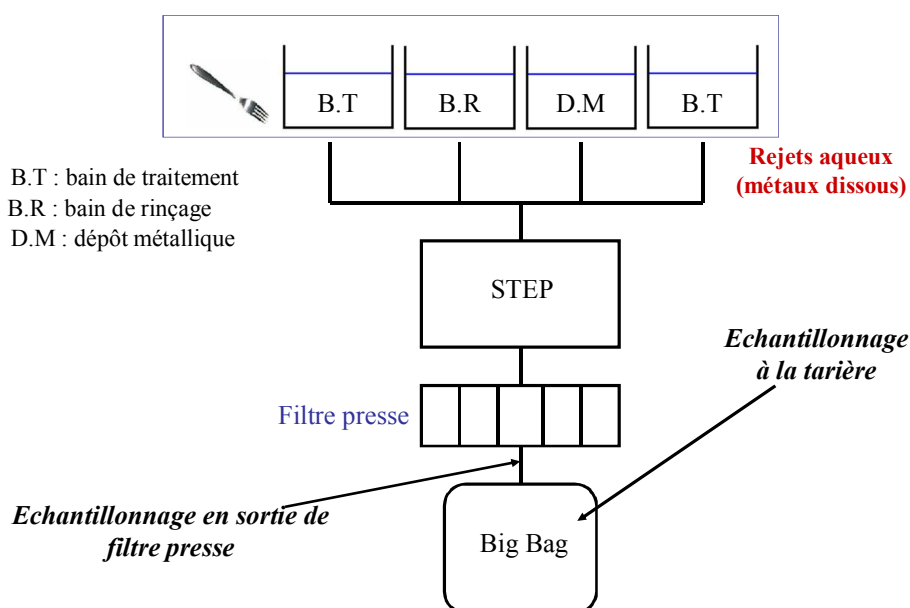 B.T
B.R
D.M
B.T
B.T : bain de traitement
B.R : bain de rinçage
D.M : dépôt métallique
Rejets aqueux
(métaux dissous)
STEP
Echantillonnage
à la tarière
Filtre presse
Echantillonnage en sortie de
filtre presse
Big Bag